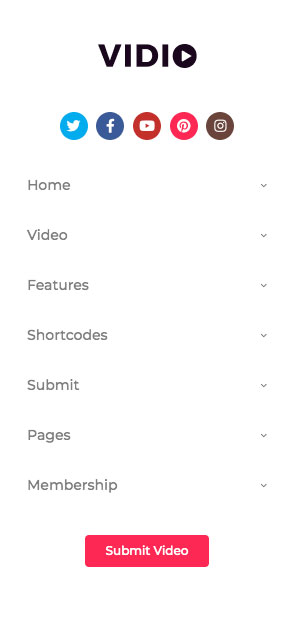 VIDIO
Home
Video
Features
Shortcodes
Submit
Pages
Membership
Submit Video